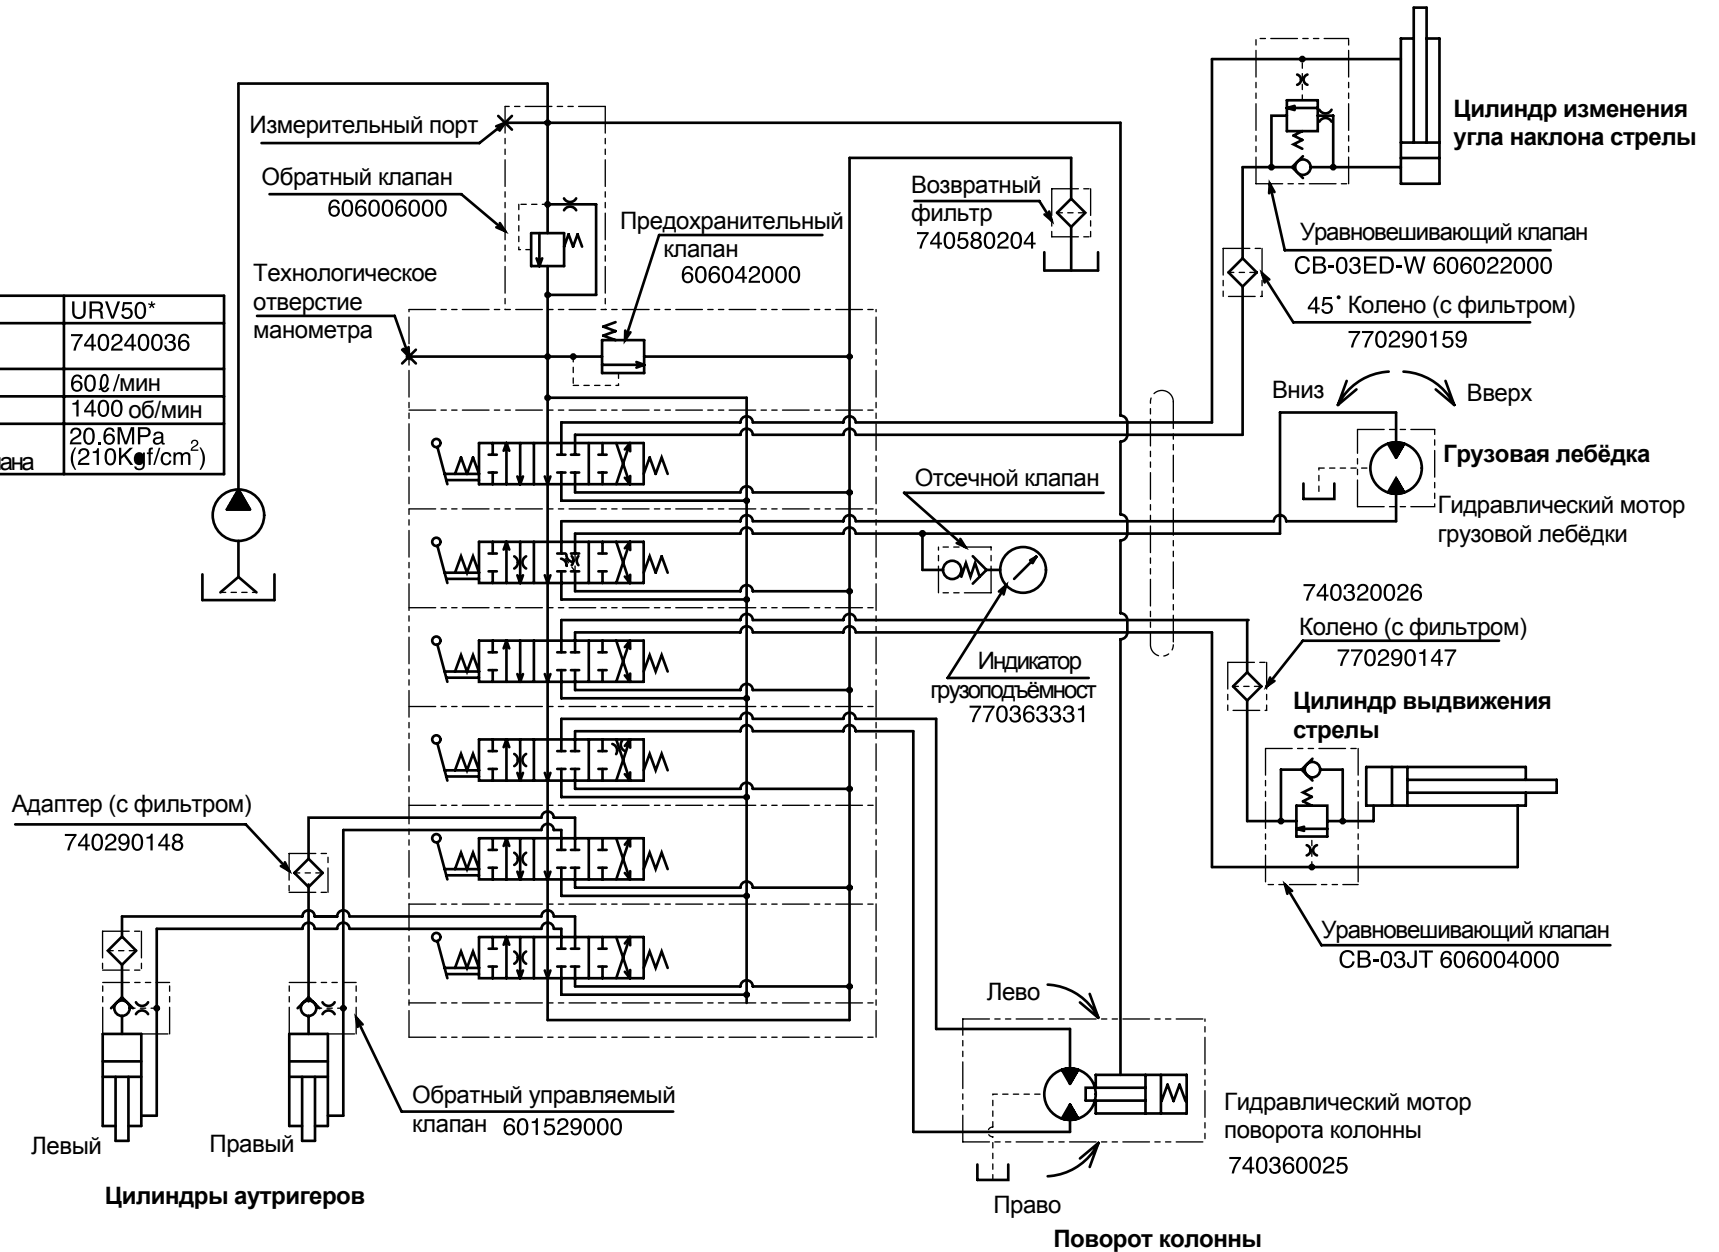 Измерительный порт
Обратный клапан
606006000
Предохранительный
клапан
606042000
Технологическое
отверстие
манометра
Возвратный
фильтр
740580204
Цилиндр изменения
угла наклона стрелы
Уравновешивающий клапан
CB-03ED-W 606022000
45˚ Колено (с фильтром)
770290159
URV50*
740240036
60ℓ/мин
1400 об/мин
20.6MPa
(210Kgf/cm²)
Вниз
Вверх
Грузовая лебёдка
Гидравлический мотор
грузовой лебёдки
740320026
Отсечной клапан
Индикатор
грузоподъёмност
770363331
Колено (с фильтром)
770290147
Цилиндр выдвижения
стрелы
Уравновешивающий клапан
CB-03JT 606004000
Адаптер (с фильтром)
740290148
Обратный управляемый
клапан 601529000
Левый
Правый
Цилиндры аутригеров
Лево
Право
Гидравлический мотор
поворота колонны
740360025
Поворот колонны